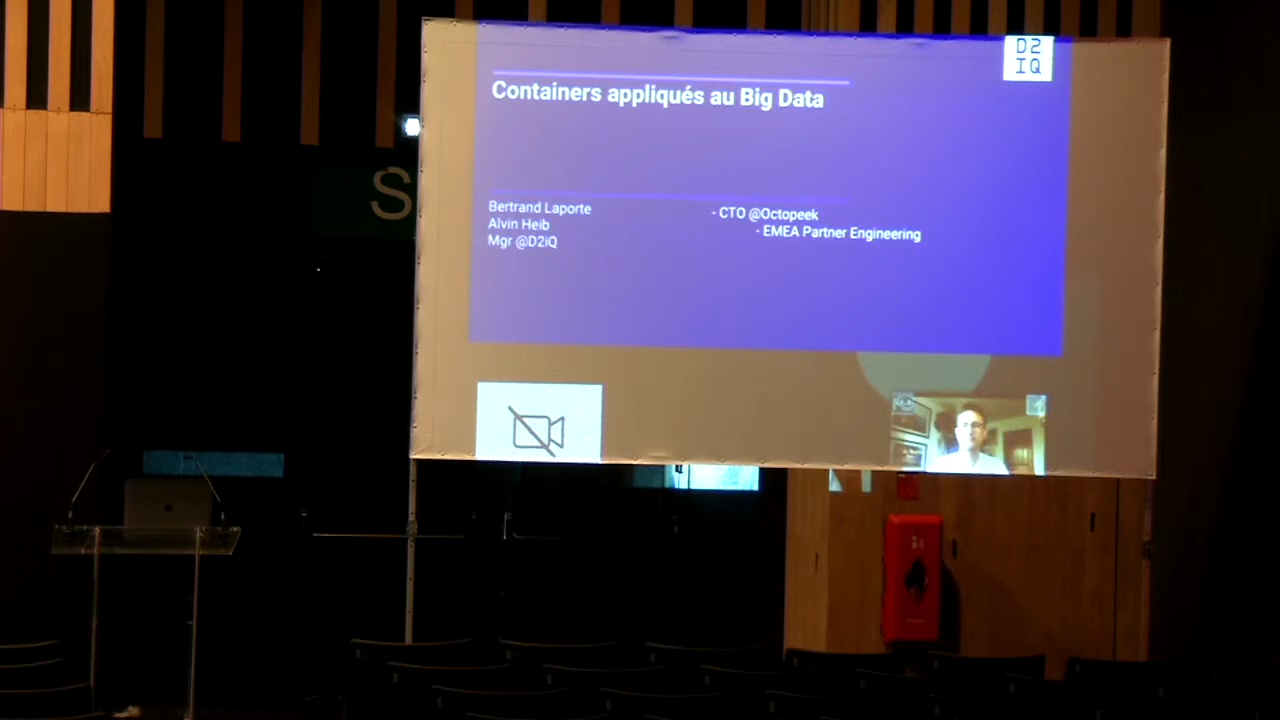 D2
IQ
Containers appliqués au Big Data
Bertrand Laporte - CTO @Octopeek
Alvin Heib - EMEA Partner Engineering
Mgr @D2iQ
S